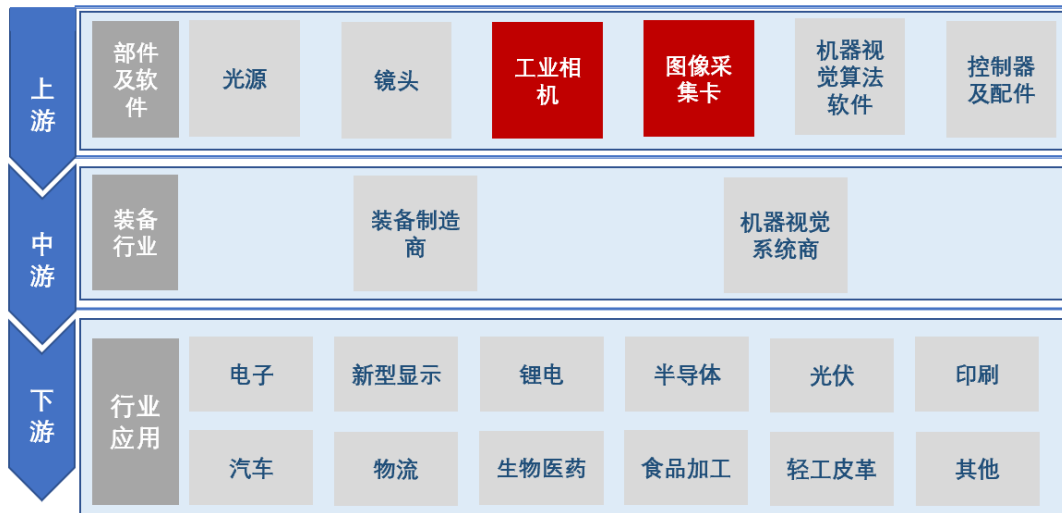 上
游
部件
及软
件
光源
镜头
工业相
机
图像采
集卡
机器视
觉算法
软件
控制器
及配件
中
游
装备
行业
装备制造
商
机器视觉
系统商
下
游
行业
应用
电子
新型显示
锂电
半导体
光伏
印刷
汽车
物流
生物医药
食品加工
轻工皮革
其他